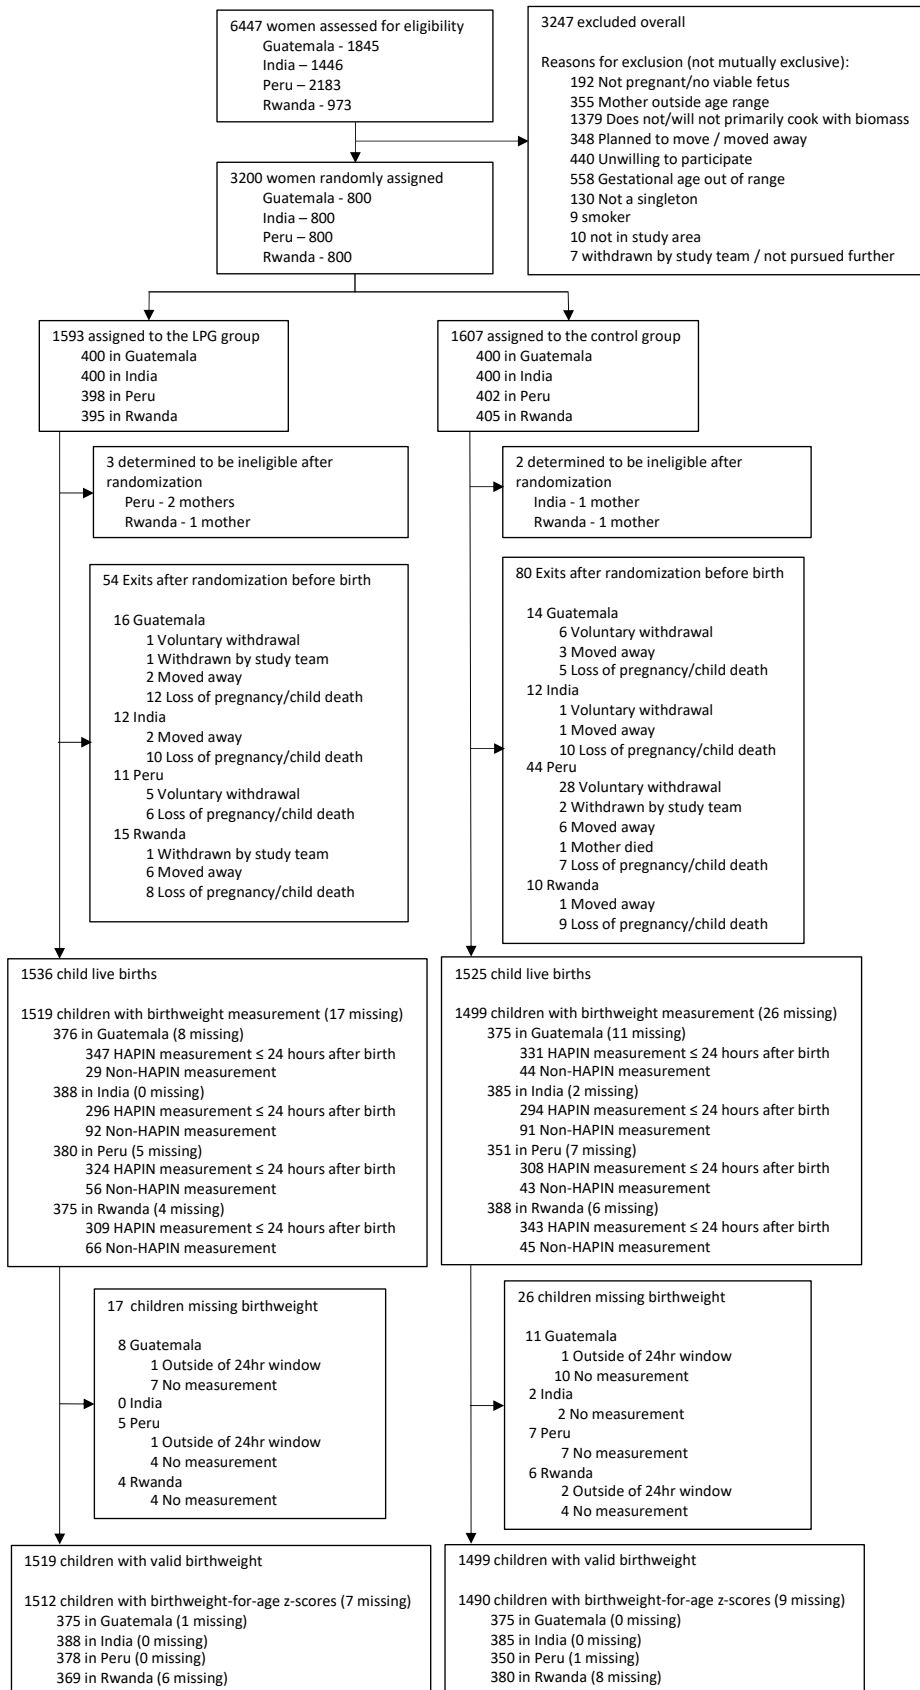 6447 women assessed for eligibility
Guatemala - 1845
India – 1446
Peru – 2183
Rwanda - 973
3247 excluded overall
Reasons for exclusion (not mutually exclusive):
192 Not pregnant/no viable fetus
355 Mother outside age range
1379 Does not/will not primarily cook with biomass
348 Planned to move / moved away
440 Unwilling to participate
558 Gestational age out of range
130 Not a singleton
9 smoker
10 not in study area
7 withdrawn by study team / not pursued further
3200 women randomly assigned
Guatemala - 800
India – 800
Peru – 800
Rwanda - 800
1593 assigned to the LPG group
400 in Guatemala
400 in India
398 in Peru
395 in Rwanda
1607 assigned to the control group
400 in Guatemala
400 in India
402 in Peru
405 in Rwanda
3 determined to be ineligible after
randomization
Peru - 2 mothers
Rwanda - 1 mother
2 determined to be ineligible after
randomization
India - 1 mother
Rwanda - 1 mother
54 Exits after randomization before birth
16 Guatemala
1 Voluntary withdrawal
1 Withdrawn by study team
2 Moved away
12 Loss of pregnancy/child death
12 India
2 Moved away
10 Loss of pregnancy/child death
11 Peru
5 Voluntary withdrawal
6 Loss of pregnancy/child death
15 Rwanda
1 Withdrawn by study team
6 Moved away
8 Loss of pregnancy/child death
80 Exits after randomization before birth
14 Guatemala
6 Voluntary withdrawal
3 Moved away
5 Loss of pregnancy/child death
12 India
1 Voluntary withdrawal
1 Moved away
10 Loss of pregnancy/child death
44 Peru
28 Voluntary withdrawal
2 Withdrawn by study team
6 Moved away
1 Mother died
7 Loss of pregnancy/child death
10 Rwanda
1 Moved away
9 Loss of pregnancy/child death
1536 child live births
1519 children with birthweight measurement (17 missing)
376 in Guatemala (8 missing)
347 HAPIN measurement ≤ 24 hours after birth
29 Non-HAPIN measurement
388 in India (0 missing)
296 HAPIN measurement ≤ 24 hours after birth
92 Non-HAPIN measurement
380 in Peru (5 missing)
324 HAPIN measurement ≤ 24 hours after birth
56 Non-HAPIN measurement
375 in Rwanda (4 missing)
309 HAPIN measurement ≤ 24 hours after birth
66 Non-HAPIN measurement
1525 child live births
1499 children with birthweight measurement (26 missing)
375 in Guatemala (11 missing)
331 HAPIN measurement ≤ 24 hours after birth
44 Non-HAPIN measurement
385 in India (2 missing)
294 HAPIN measurement ≤ 24 hours after birth
91 Non-HAPIN measurement
351 in Peru (7 missing)
308 HAPIN measurement ≤ 24 hours after birth
43 Non-HAPIN measurement
388 in Rwanda (6 missing)
343 HAPIN measurement ≤ 24 hours after birth
45 Non-HAPIN measurement
17 children missing birthweight
8 Guatemala
1 Outside of 24hr window
7 No measurement
0 India
5 Peru
1 Outside of 24hr window
4 No measurement
4 Rwanda
4 No measurement
26 children missing birthweight
11 Guatemala
1 Outside of 24hr window
10 No measurement
2 India
2 No measurement
7 Peru
7 No measurement
6 Rwanda
2 Outside of 24hr window
4 No measurement
1519 children with valid birthweight
1512 children with birthweight-for-age z-scores (7 missing)
375 in Guatemala (1 missing)
388 in India (0 missing)
378 in Peru (0 missing)
369 in Rwanda (6 missing)
1499 children with valid birthweight
1490 children with birthweight-for-age z-scores (9 missing)
375 in Guatemala (0 missing)
385 in India (0 missing)
350 in Peru (1 missing)
380 in Rwanda (8 missing)